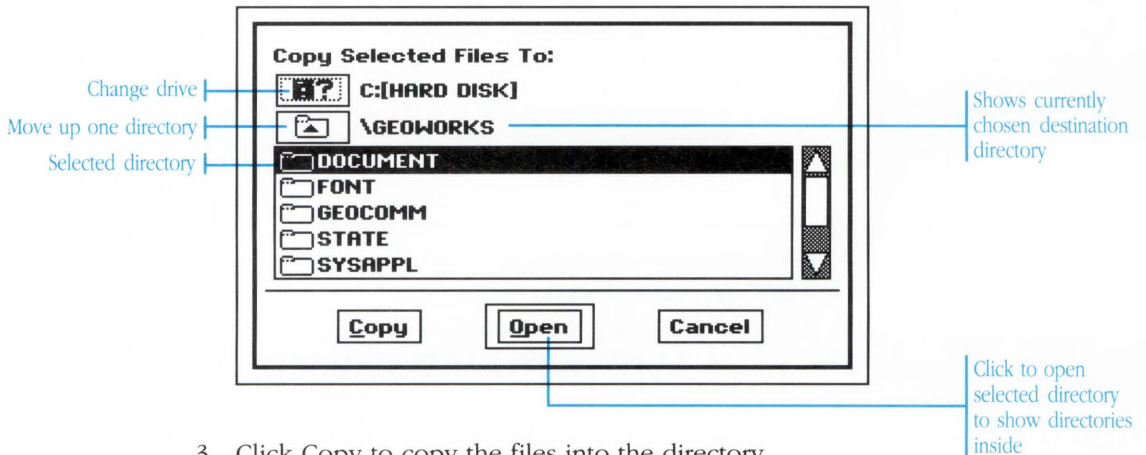 Copy Selected Files To:
Change drive
C:[HARD DISK]
Move up one directory
\GEOWORKS
Shows currently
chosen destination
directory
Selected directory
DOCUMENT
FONT
GEOCOMM
STATE
SYSAPPL
Copy
Open
Cancel
Click to open
selected directory
to show directories
inside
3. Click Copy to copy the files into the directory